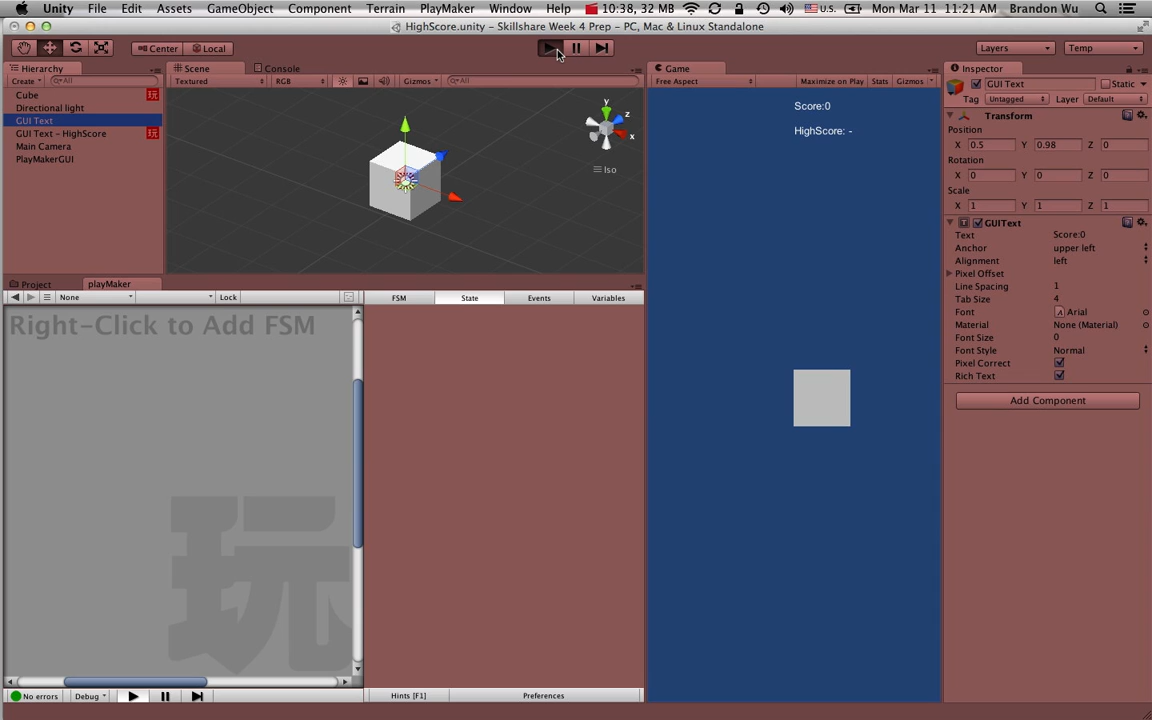 Unity File Edit Assets GameObject Component Terrain PlayMaker Window Help 10:38, 32 MB U.S. Mon Mar 11 11:21 AM Brandon Wu
HighScore.unity – Skillshare Week 4 Prep – PC, Mac & Linux Standalone
Center Local Layers Temp
Hierarchy
Create All
Cube 玩
Directional light
GUI Text
GUI Text – HighScore 玩
Main Camera
PlayMakerGUI
Scene Console
Textured RGB Gizmos All
y
z
x
Iso
Game
Free Aspect Maximize on Play Stats Gizmos
Score:0
HighScore: -
Inspector
GUI Text Static
Tag Untagged Layer Default
Transform
Position
X 0.5 Y 0.98 Z 0
Rotation
X 0 Y 0 Z 0
Scale
X 1 Y 1 Z 1
GUIText
Text Score:0
Anchor upper left
Alignment left
Pixel Offset
Line Spacing 1
Tab Size 4
Font Arial
Material None (Material)
Font Size 0
Font Style Normal
Pixel Correct
Rich Text
Add Component
Project playMaker
None Lock
FSM State Events Variables
Right-Click to Add FSM
玩
No errors Debug
Hints [F1] Preferences